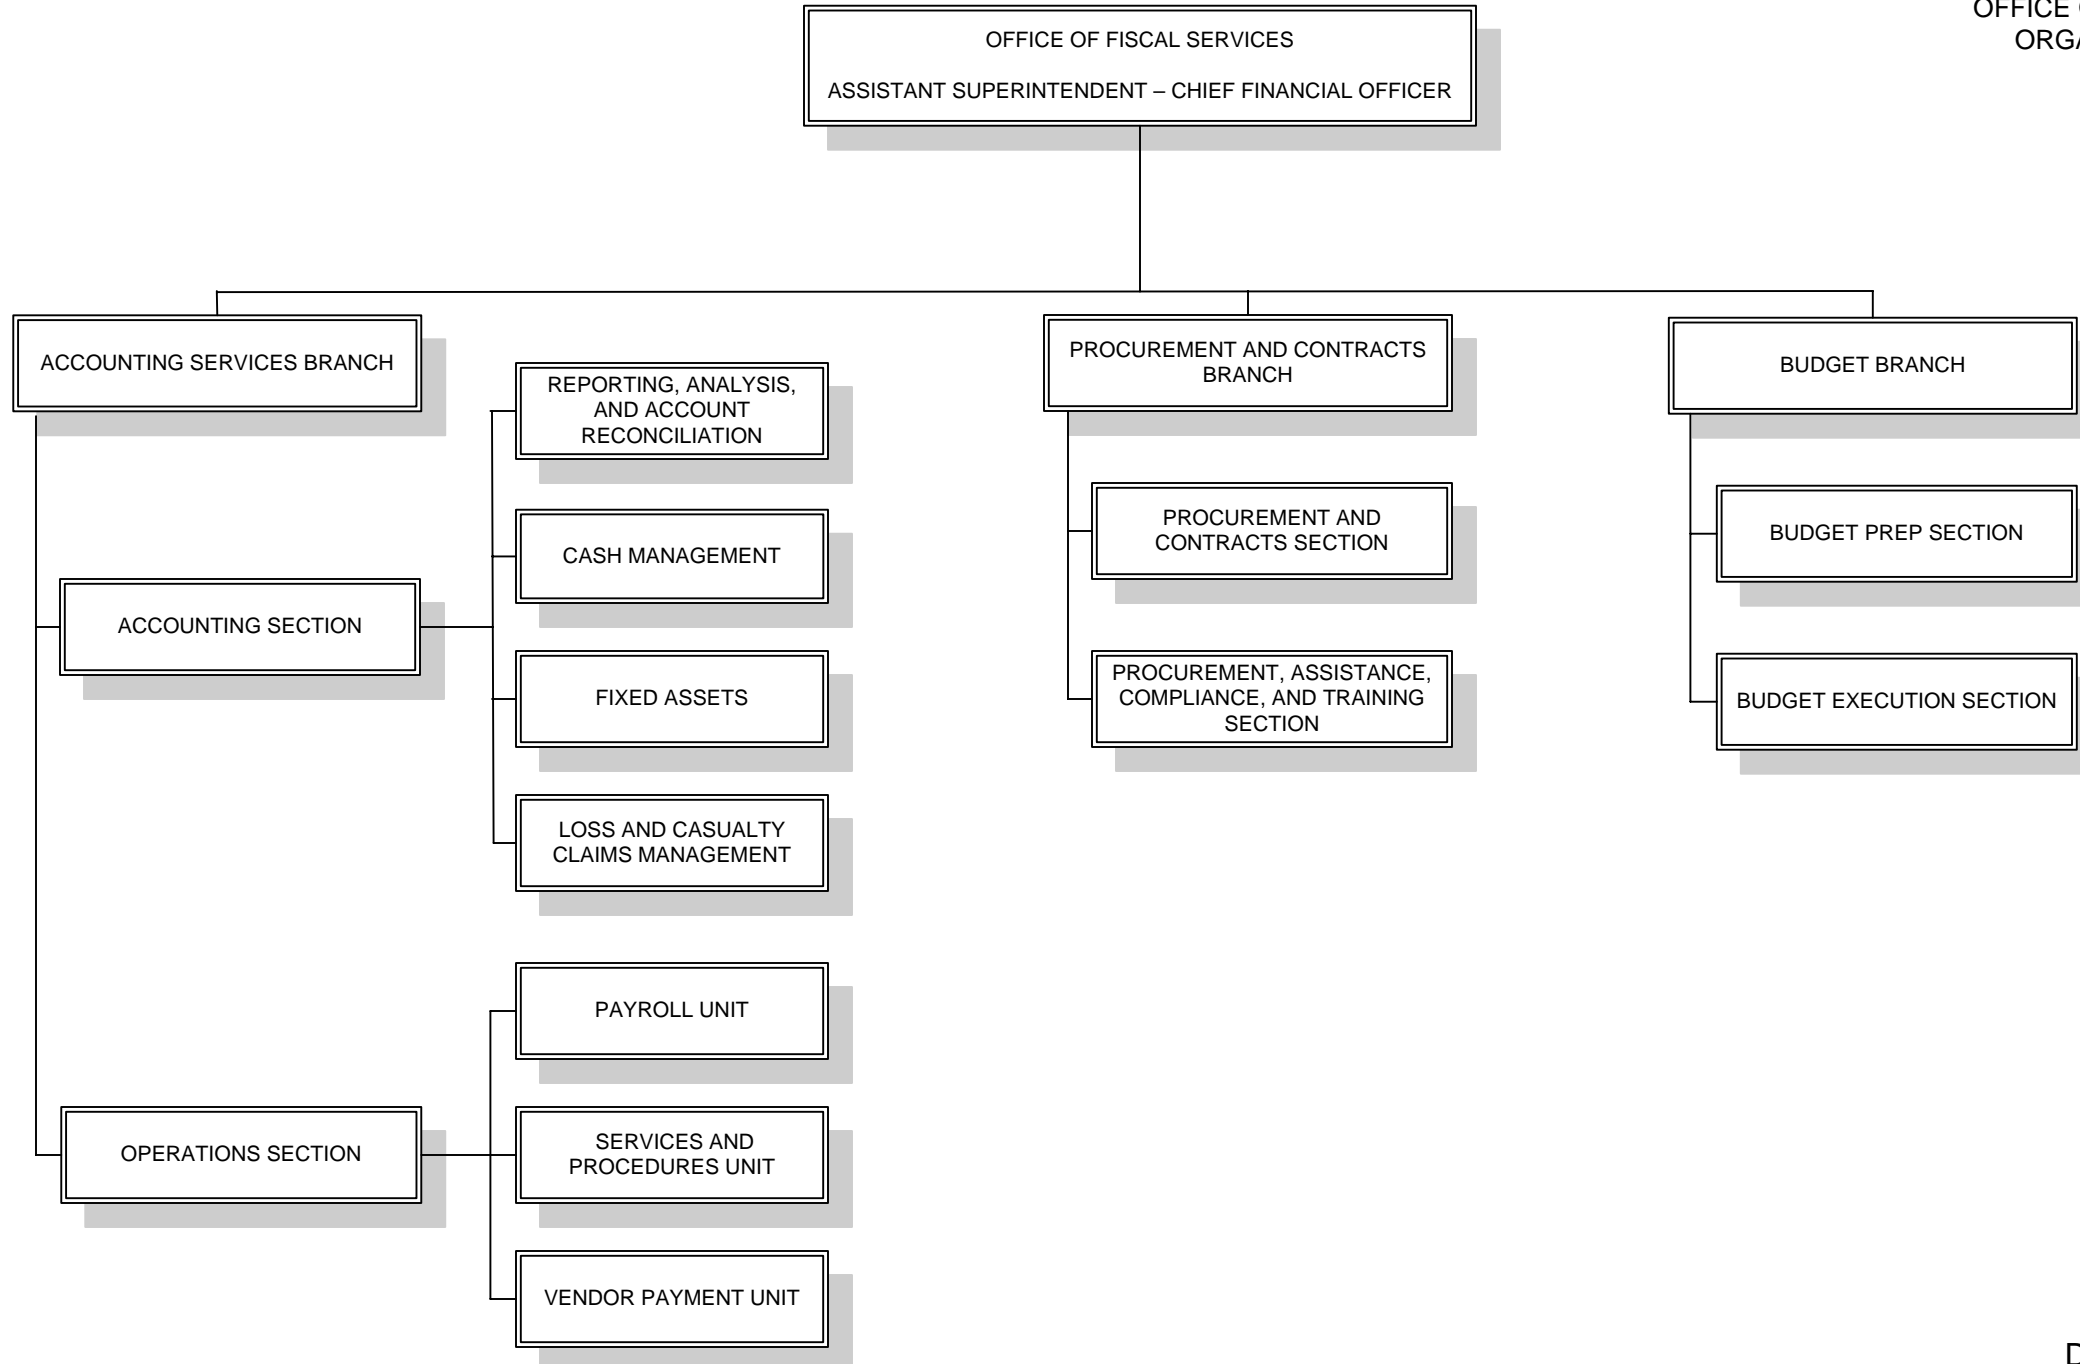 OFFICE
ORGA
OFFICE OF FISCAL SERVICES
ASSISTANT SUPERINTENDENT – CHIEF FINANCIAL OFFICER
ACCOUNTING SERVICES BRANCH
REPORTING, ANALYSIS,
AND ACCOUNT
RECONCILIATION
CASH MANAGEMENT
ACCOUNTING SECTION
FIXED ASSETS
LOSS AND CASUALTY
CLAIMS MANAGEMENT
PAYROLL UNIT
OPERATIONS SECTION
SERVICES AND
PROCEDURES UNIT
VENDOR PAYMENT UNIT
PROCUREMENT AND CONTRACTS
BRANCH
PROCUREMENT AND
CONTRACTS SECTION
PROCUREMENT, ASSISTANCE,
COMPLIANCE, AND TRAINING
SECTION
BUDGET BRANCH
BUDGET PREP SECTION
BUDGET EXECUTION SECTION
D